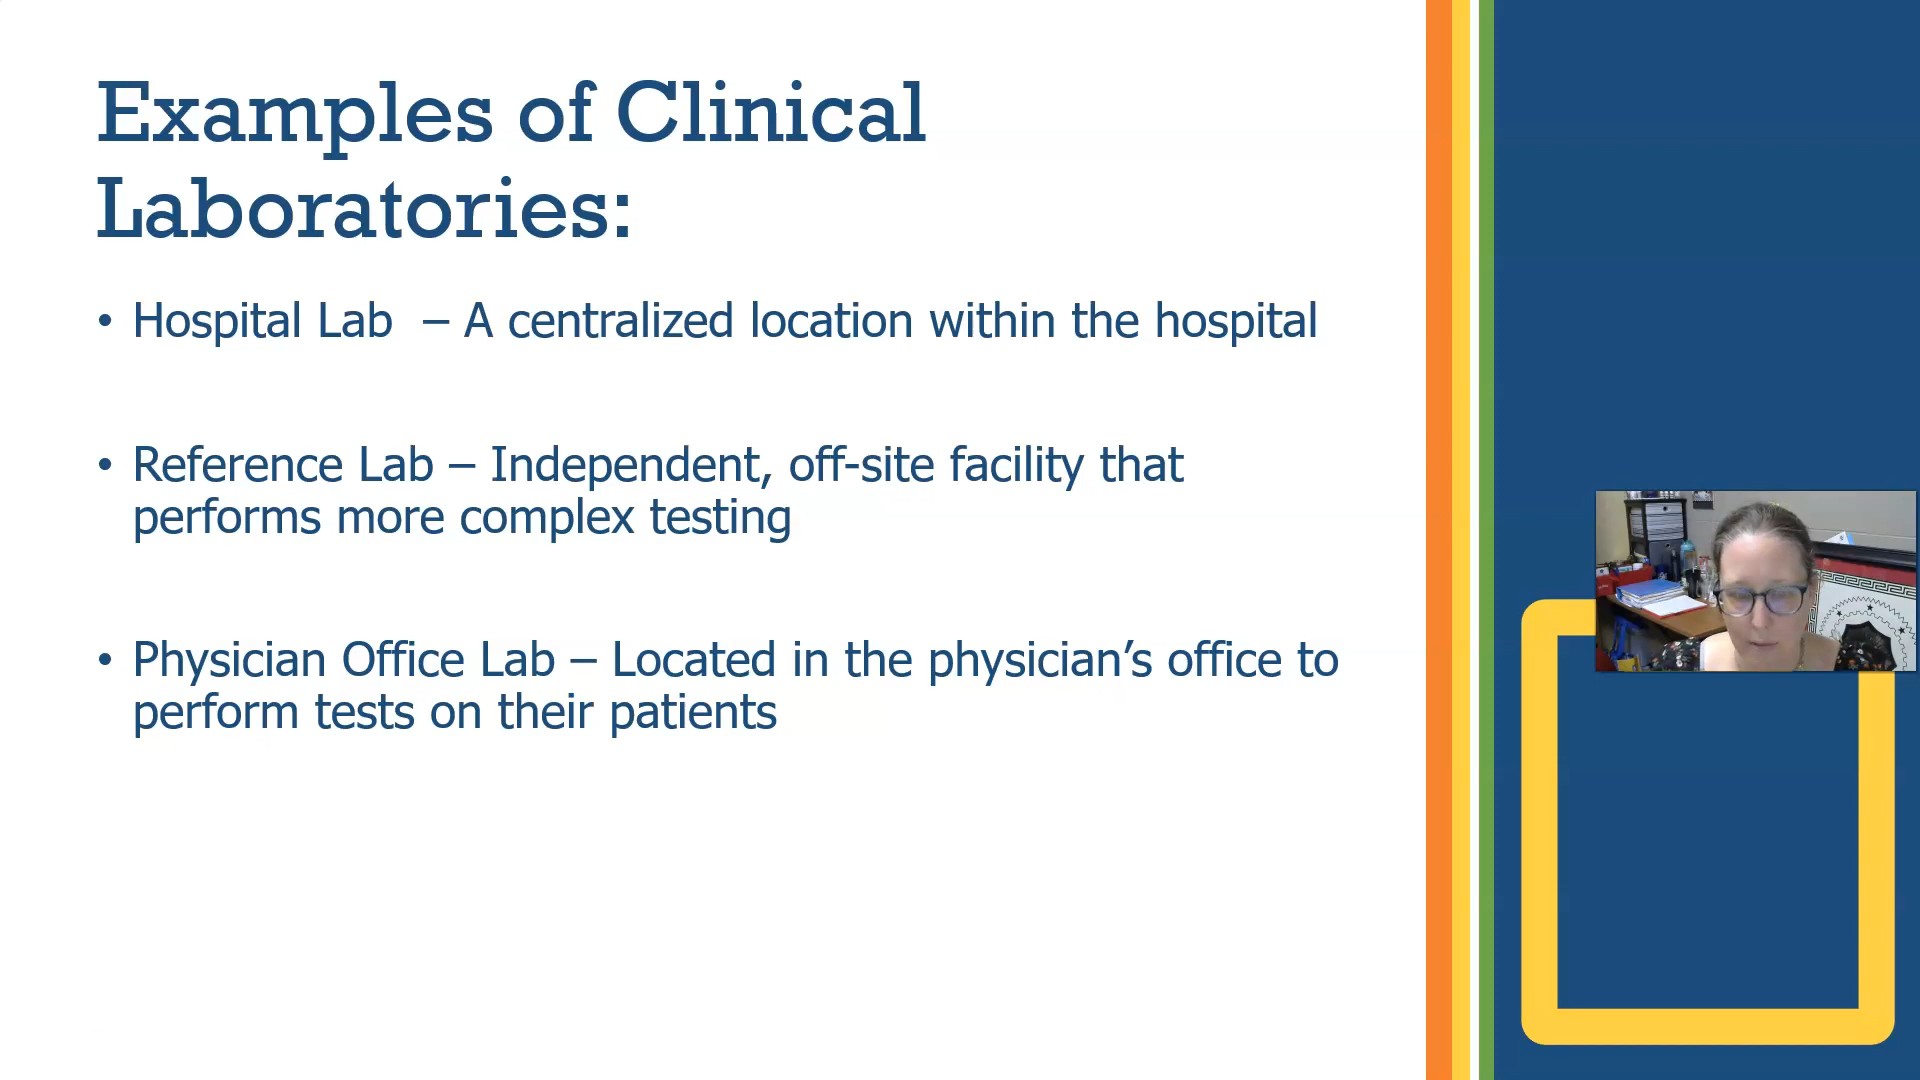 Examples of Clinical
Laboratories:
• Hospital Lab  – A centralized location within the hospital
• Reference Lab – Independent, off-site facility that
performs more complex testing
• Physician Office Lab – Located in the physician’s office to
perform tests on their patients